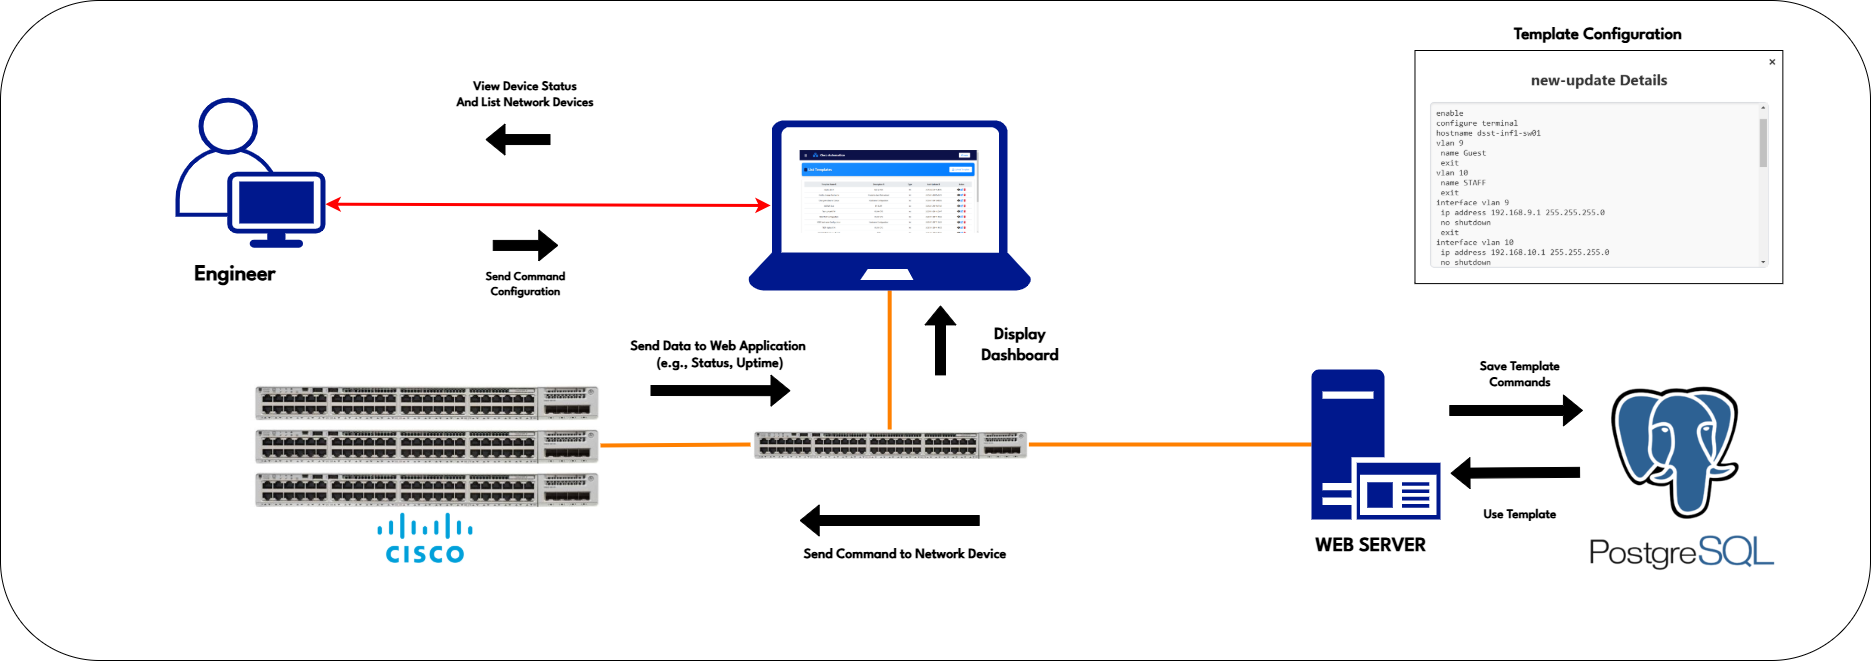 Template Configuration
×
new-update Details
enable
configure terminal
hostname dsst-inf1-sw01
vlan 9
name Guest
exit
vlan 10
name STAFF
exit
interface vlan 9
ip address 192.168.9.1 255.255.255.0
no shutdown
exit
interface vlan 10
ip address 192.168.10.1 255.255.255.0
no shutdown
View Device Status
And List Network Devices
Engineer
Send Command
Configuration
List Templates
Send Data to Web Application
(e.g., Status, Uptime)
Display
Dashboard
CISCO
Send Command to Network Device
WEB SERVER
Save Template
Commands
Use Template
PostgreSQL